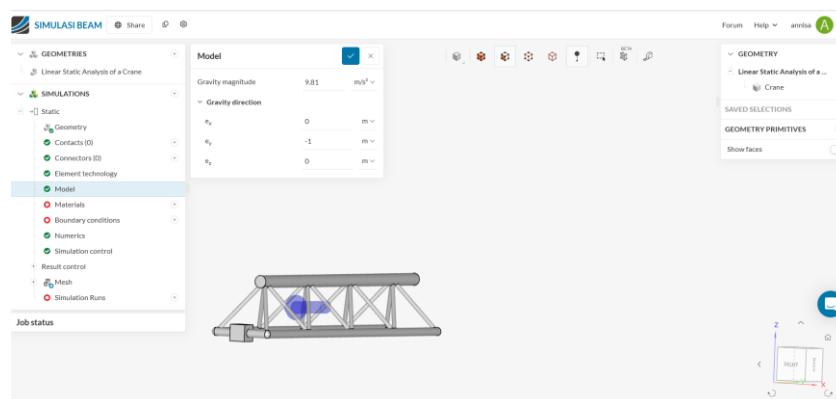 SIMULASI BEAM
Share
Forum Help annisa A
GEOMETRIES
Linear Static Analysis of a Crane
SIMULATIONS
Static
Geometry
Contacts (0)
Connectors (0)
Element technology
Model
Materials
Boundary conditions
Numerics
Simulation control
Result control
Mesh
Simulation Runs
Job status
Model
Gravity magnitude 9.81 m/s²
Gravity direction
eₓ 0 m
eᵧ -1 m
e_z 0 m
BETA
GEOMETRY
Linear Static Analysis of a ...
Crane
SAVED SELECTIONS
GEOMETRY PRIMITIVES
Show faces
Z
RIGHT
X